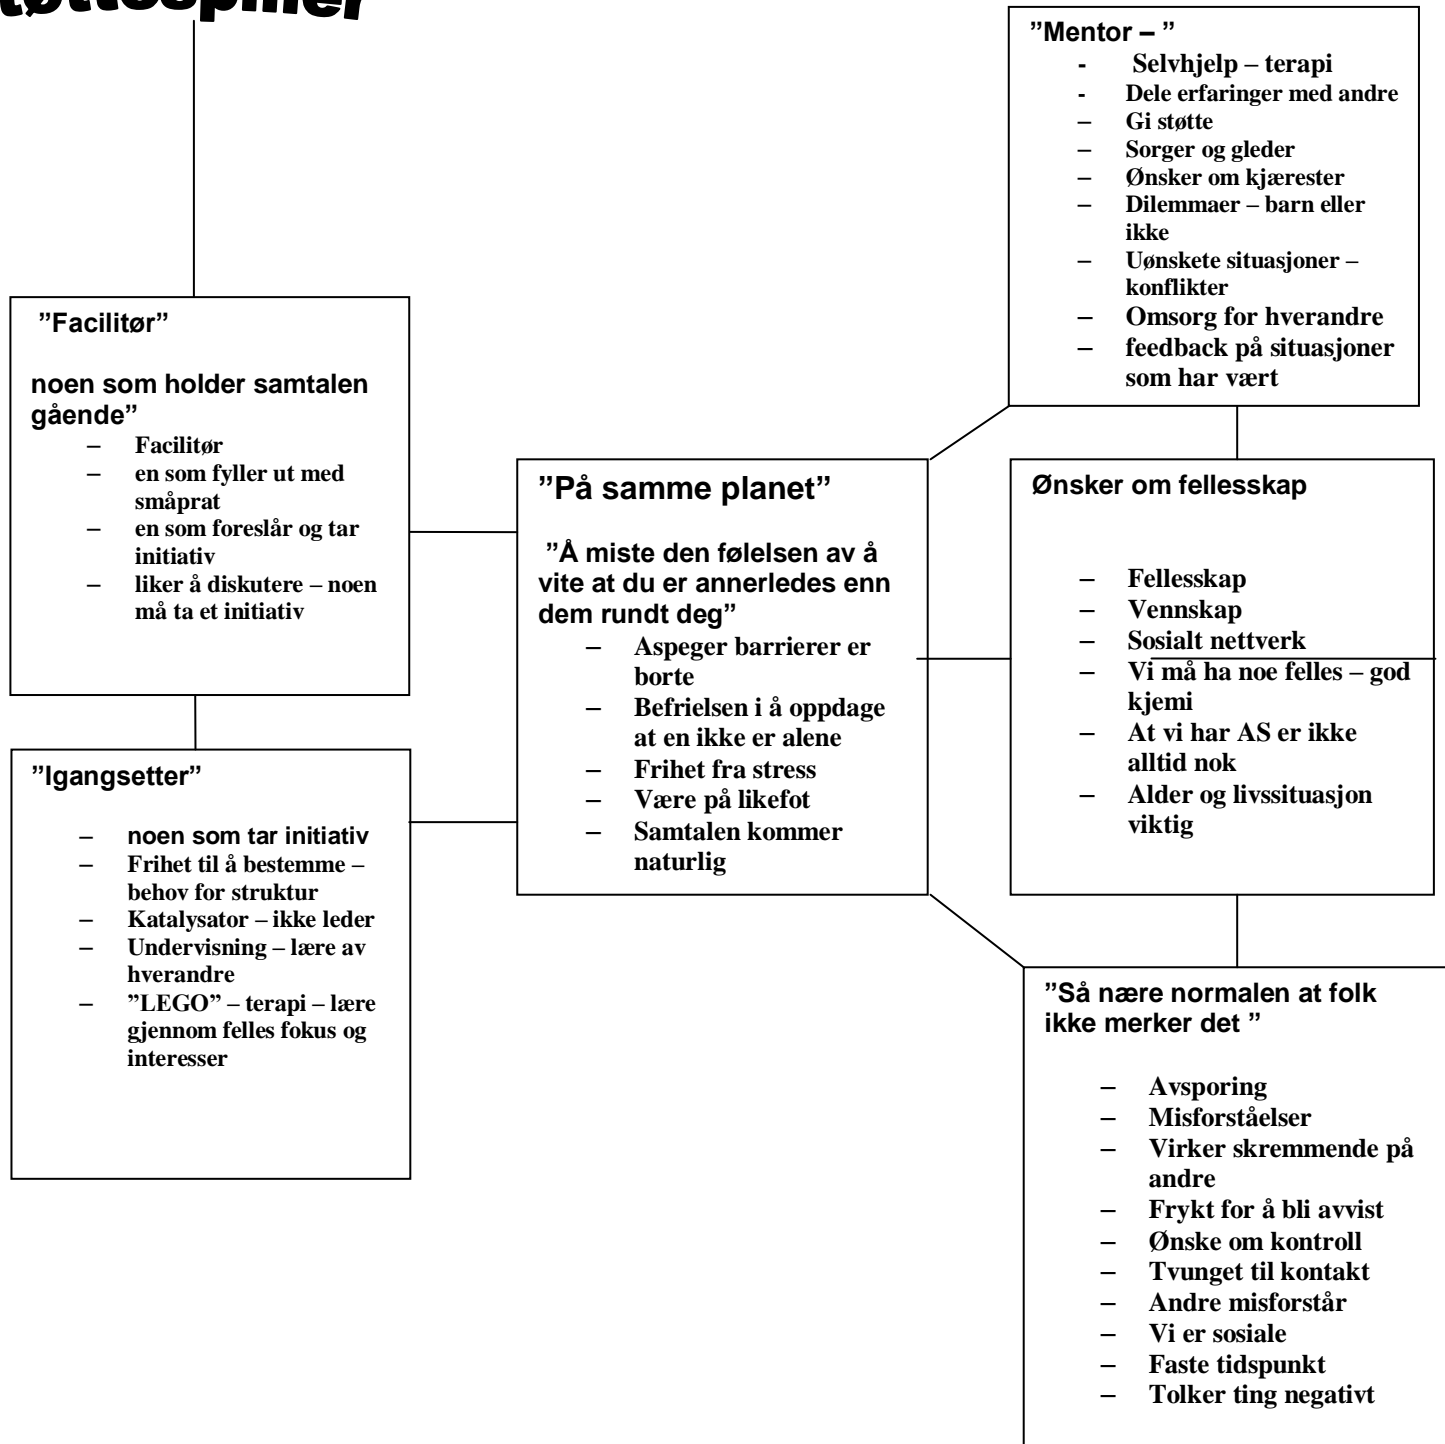 tøttespiller
”Mentor – ”
- Selvhjelp – terapi
- Dele erfaringer med andre
– Gi støtte
– Sorger og gleder
– Ønsker om kjærester
– Dilemmaer – barn eller
ikke
– Uønskete situasjoner –
konflikter
– Omsorg for hverandre
– feedback på situasjoner
som har vært
”Facilitør”
noen som holder samtalen
gående”
– Facilitør
– en som fyller ut med
småprat
– en som foreslår og tar
initiativ
– liker å diskutere – noen
må ta et initiativ
”På samme planet”
”Å miste den følelsen av å
vite at du er annerledes enn
dem rundt deg”
– Aspeger barrierer er
borte
– Befrielsen i å oppdage
at en ikke er alene
– Frihet fra stress
– Være på likefot
– Samtalen kommer
naturlig
Ønsker om fellesskap
– Fellesskap
– Vennskap
– Sosialt nettverk
– Vi må ha noe felles – god
kjemi
– At vi har AS er ikke
alltid nok
– Alder og livssituasjon
viktig
”Igangsetter”
– noen som tar initiativ
– Frihet til å bestemme –
behov for struktur
– Katalysator – ikke leder
– Undervisning – lære av
hverandre
– ”LEGO” – terapi – lære
gjennom felles fokus og
interesser
”Så nære normalen at folk
ikke merker det ”
– Avsporing
– Misforståelser
– Virker skremmende på
andre
– Frykt for å bli avvist
– Ønske om kontroll
– Tvunget til kontakt
– Andre misforstår
– Vi er sosiale
– Faste tidspunkt
– Tolker ting negativt